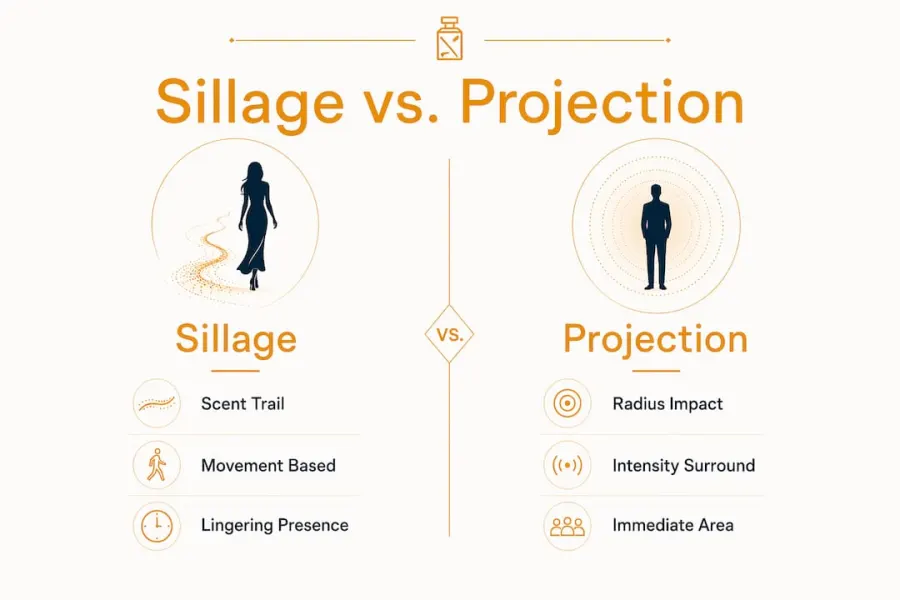 Sillage vs. Projection
Sillage
Scent Trail
Movement Based
Lingering Presence
VS.
Projection
Radius Impact
Intensity Surround
Immediate Area